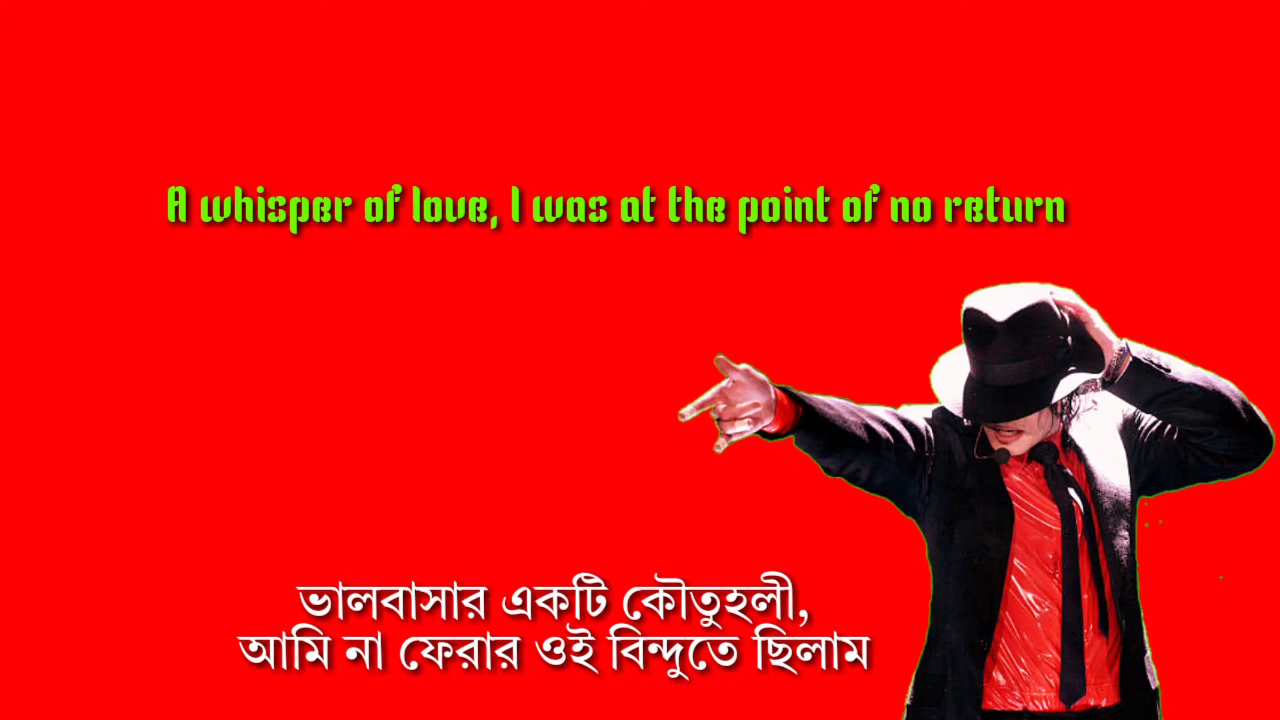 A whisper of love, I was at the point of no return
ভালবাসার একটি কৌতুহলী,
আমি না ফেরার ওই বিন্দুতে ছিলাম